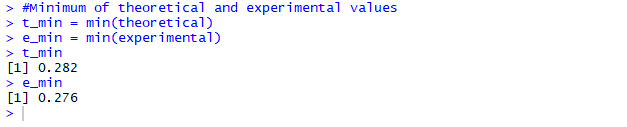 > #Minimum of theoretical and experimental values
> t_min = min(theoretical)
> e_min = min(experimental)
> t_min
[1] 0.282
> e_min
[1] 0.276
>